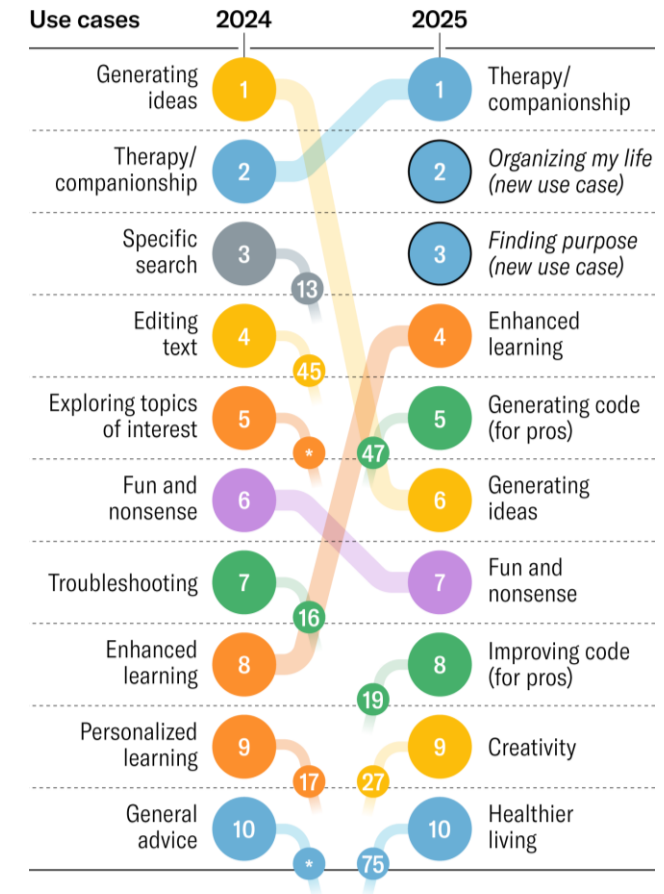 Use cases 2024 2025
Generating
ideas
1
1
Therapy/
companionship
Therapy/
companionship
2
2
Organizing my life
(new use case)
Specific
search
3
13
3
Finding purpose
(new use case)
Editing
text
4
45
4
Enhanced
learning
Exploring topics
of interest
5
*
47
5
Generating code
(for pros)
Fun and
nonsense
6
6
Generating
ideas
Troubleshooting
7
16
7
Fun and
nonsense
Enhanced
learning
8
19
8
Improving code
(for pros)
Personalized
learning
9
17
27
9
Creativity
General
advice
10
*
75
10
Healthier
living